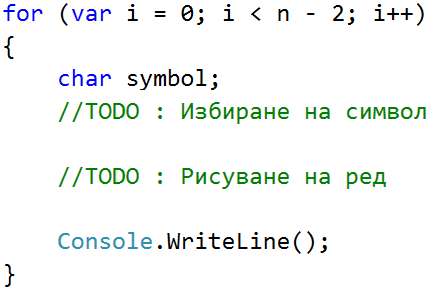 for (var i = 0; i < n - 2; i++)
{
    char symbol;
    //TODO : Избиране на символ

    //TODO : Рисуване на ред

    Console.WriteLine();
}